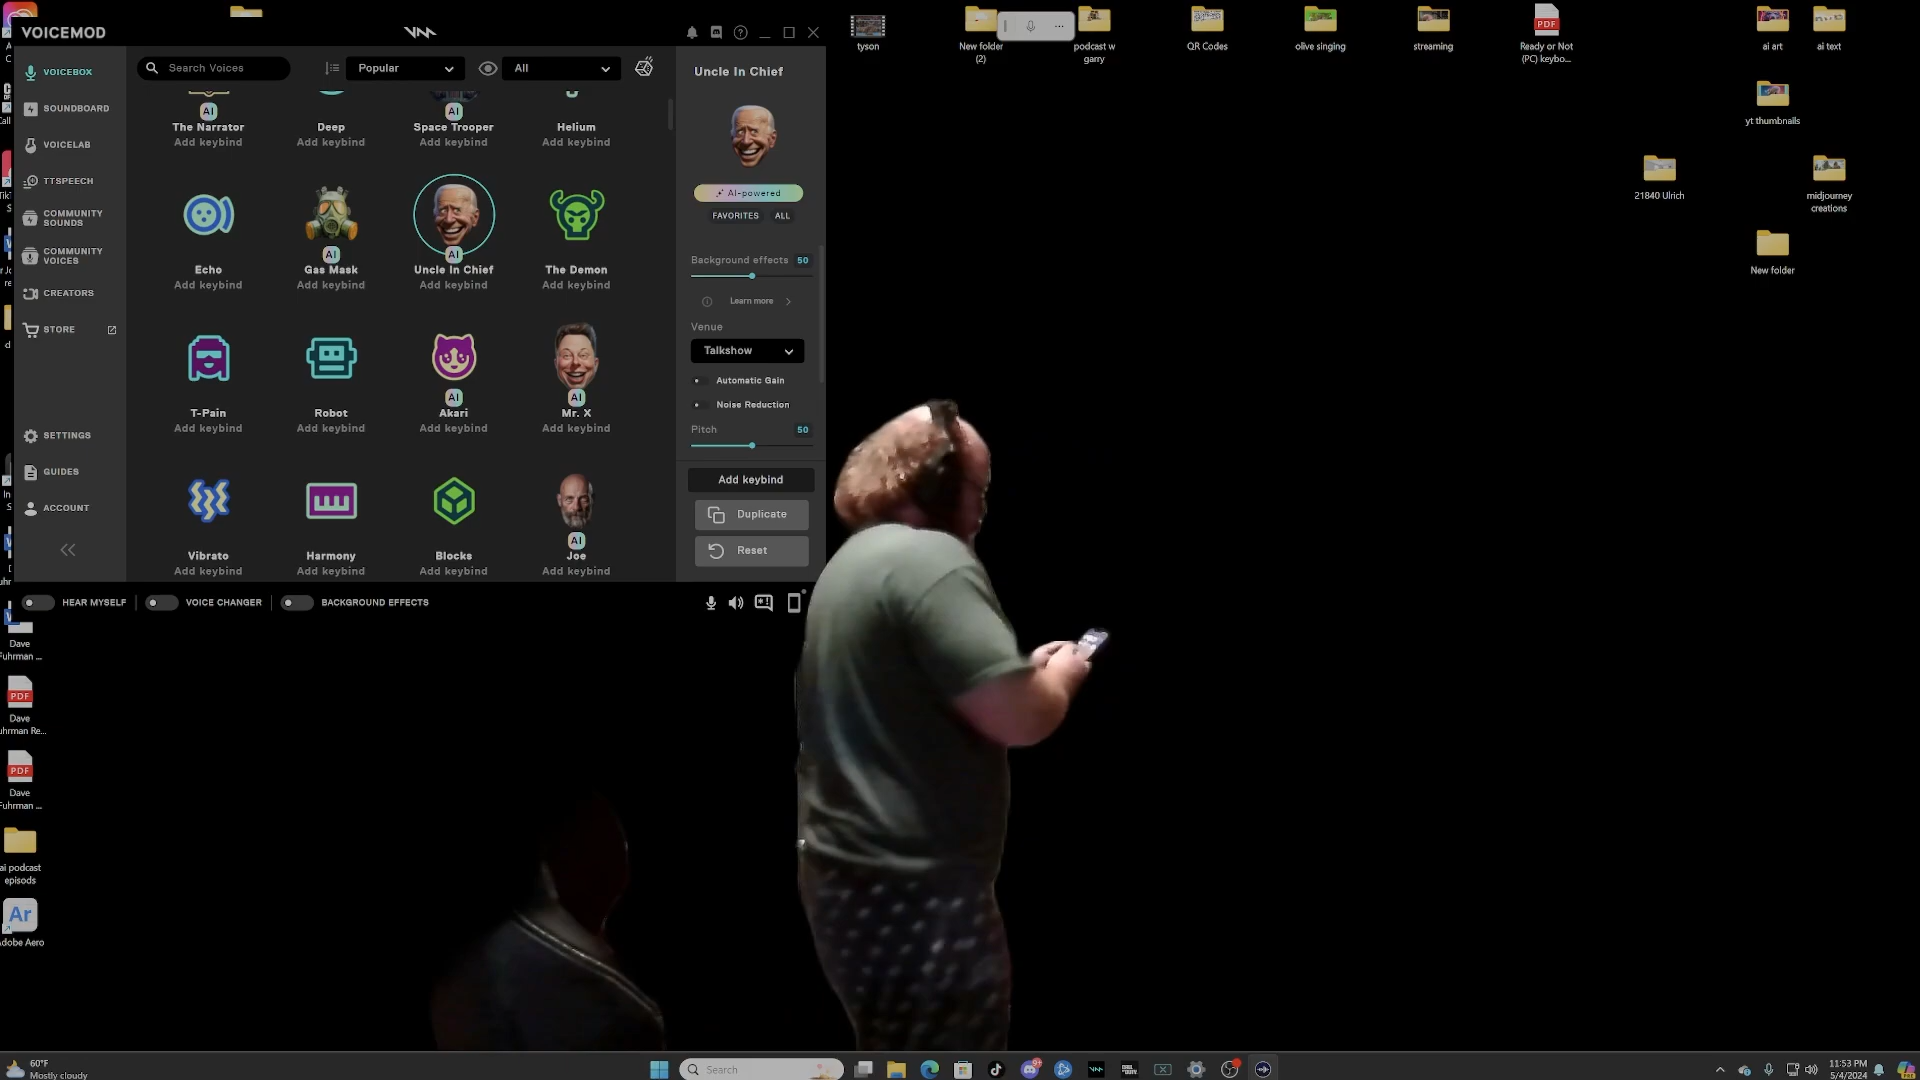 VOICEMOD
VOICEBOX
SOUNDBOARD
VOICELAB
TTSPEECH
COMMUNITY
SOUNDS
COMMUNITY
VOICES
CREATORS
STORE
SETTINGS
GUIDES
ACCOUNT
Search Voices
Popular
All
AI
AI
The Narrator
Deep
Space Trooper
Helium
Add keybind
Add keybind
Add keybind
Add keybind
AI
AI
Echo
Gas Mask
Uncle In Chief
The Demon
Add keybind
Add keybind
Add keybind
Add keybind
AI
AI
T-Pain
Robot
Akari
Mr. X
Add keybind
Add keybind
Add keybind
Add keybind
AI
Vibrato
Harmony
Blocks
Joe
Add keybind
Add keybind
Add keybind
Add keybind
Uncle In Chief
AI-powered
FAVORITES
ALL
Background effects 50
Learn more
Venue
Talkshow
Automatic Gain
Noise Reduction
Pitch 50
Add keybind
Duplicate
Reset
HEAR MYSELF
VOICE CHANGER
BACKGROUND EFFECTS
tyson
New folder
(2)
podcast w
garry
QR Codes
olive singing
streaming
PDF
Ready or Not
(PC) keybo...
ai art
ai text
yt thumbnails
21840 Ulrich
midjourney
creations
New folder
Dave
Fuhrman ...
PDF
Dave
Fuhrman Re...
PDF
Dave
Fuhrman ...
ai podcast
episods
Ar
Adobe Aero
60°F
Mostly cloudy
Search
11:53 PM
5/4/2024